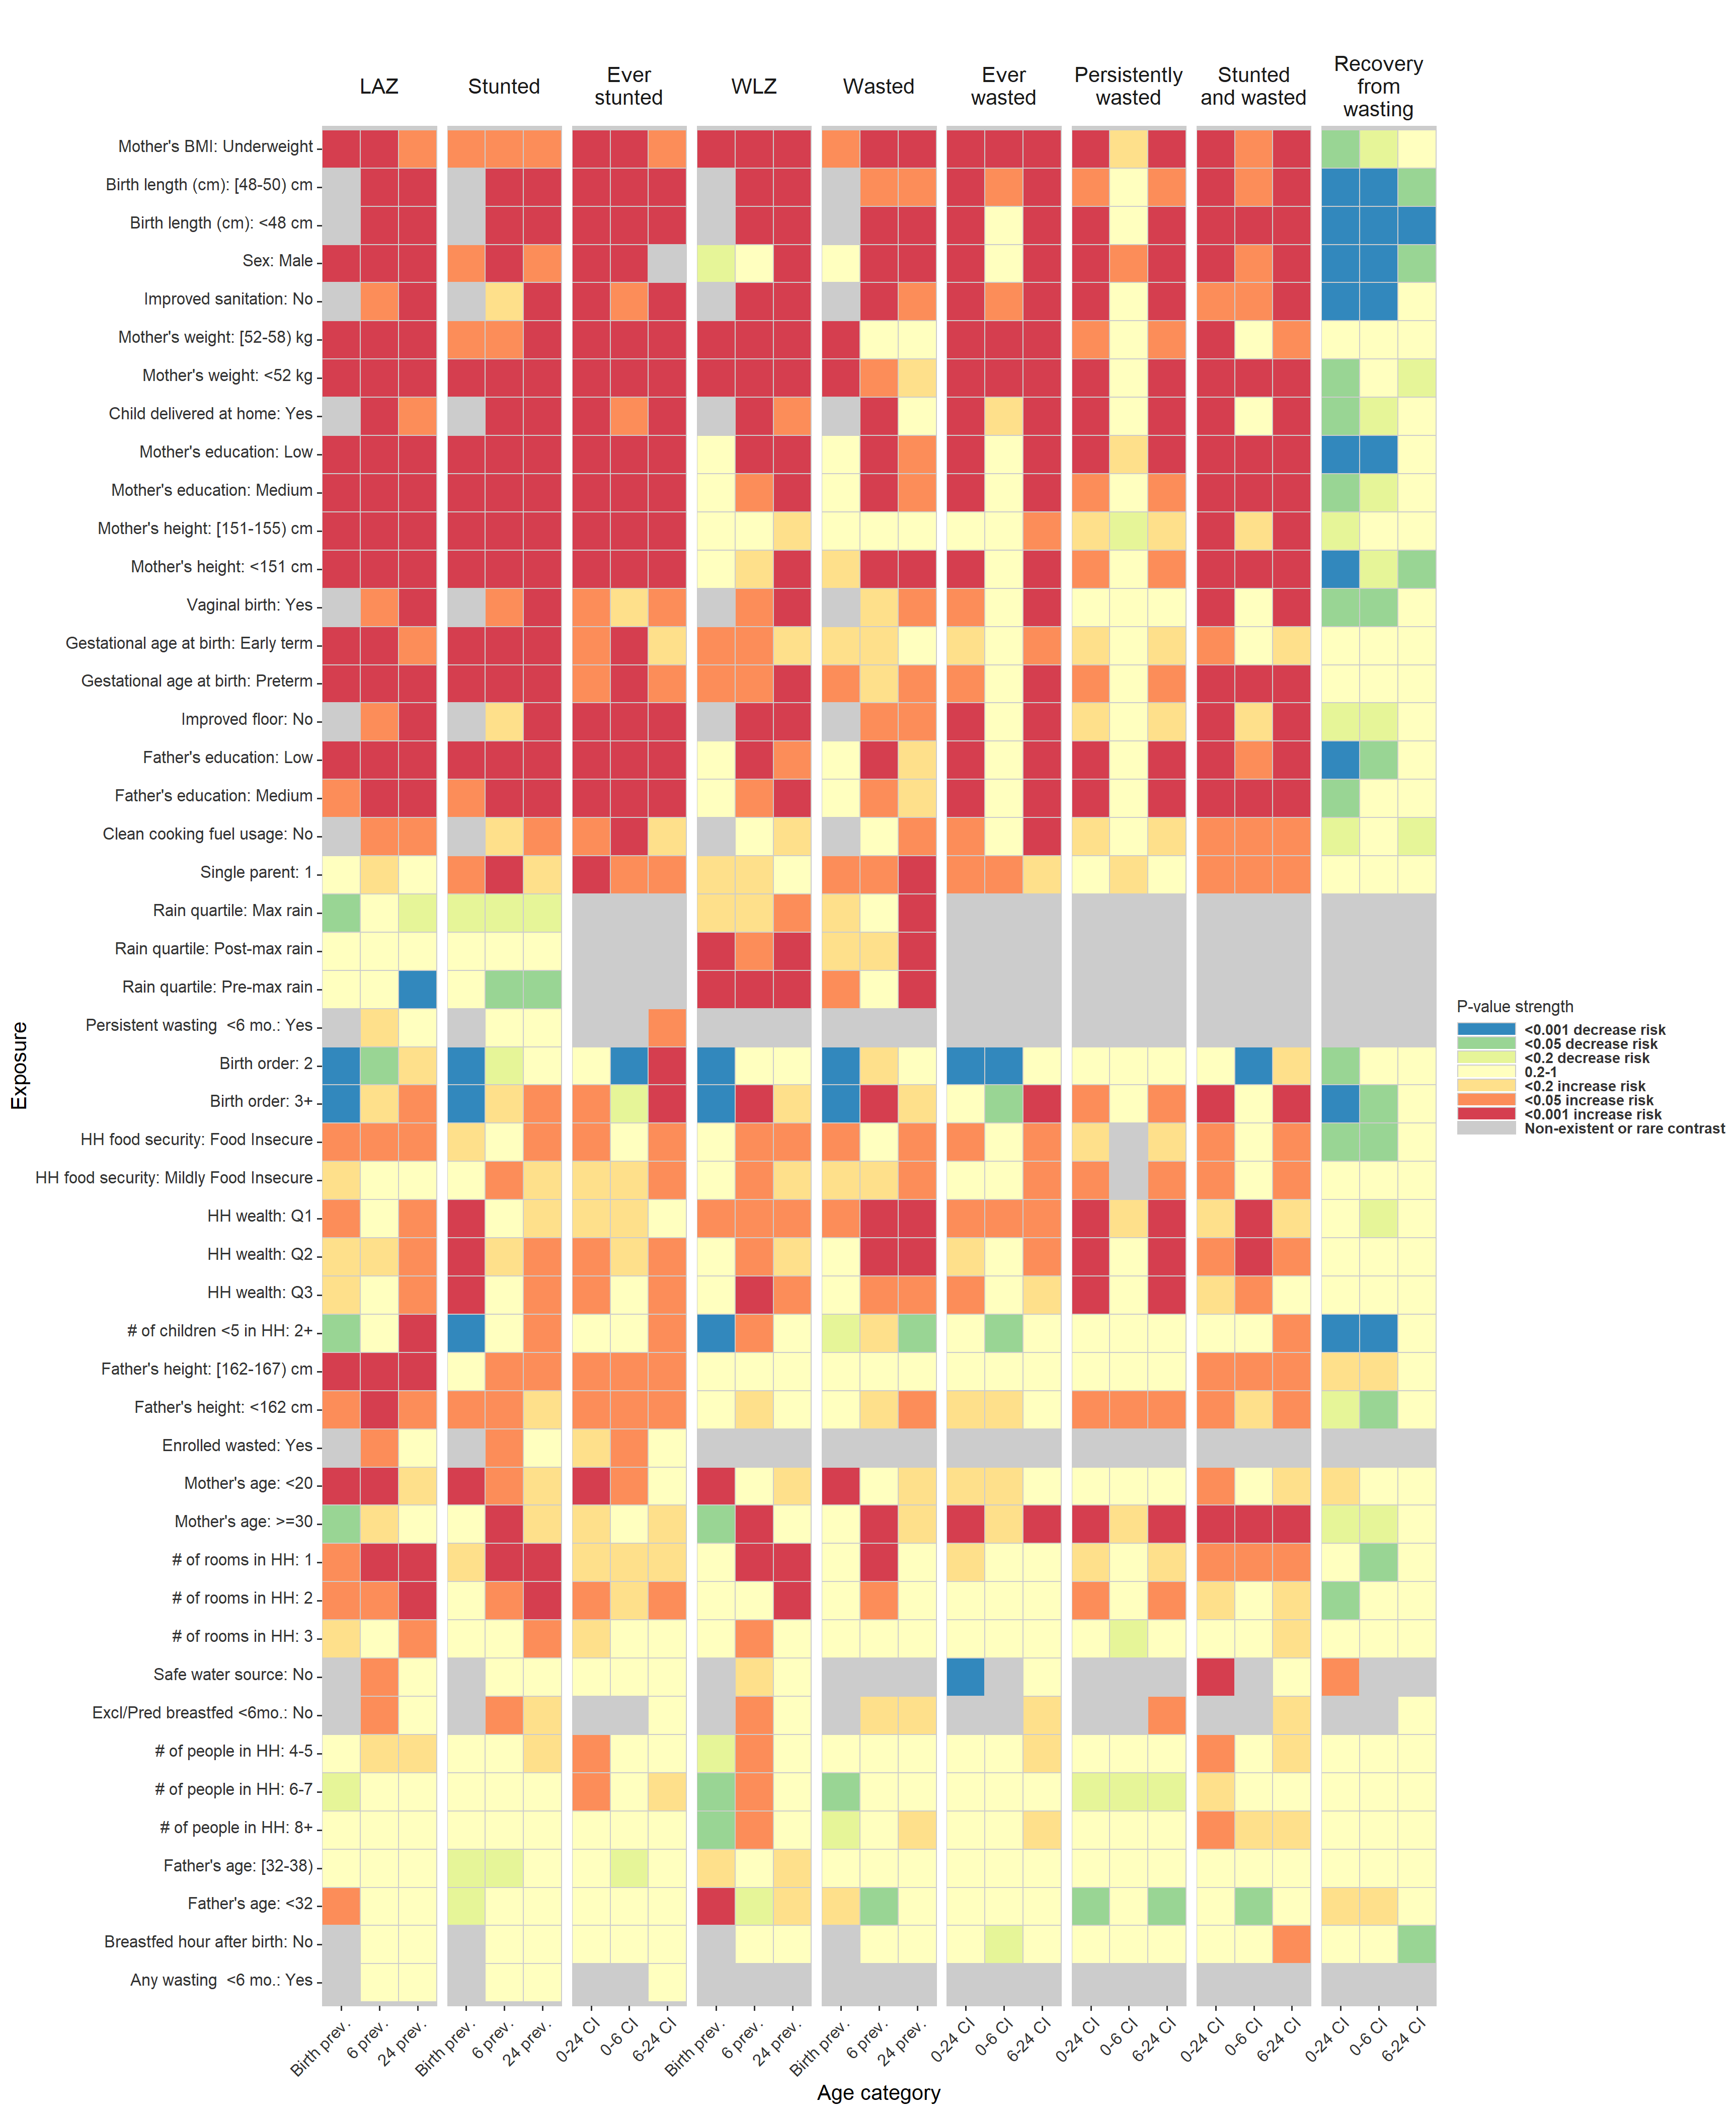 LAZ
Stunted
Ever
stunted
WLZ
Wasted
Ever
wasted
Persistently
wasted
Stunted
and wasted
Recovery
from
wasting
Exposure
Mother's BMI: Underweight
Birth length (cm): [48-50) cm
Birth length (cm): <48 cm
Sex: Male
Improved sanitation: No
Mother's weight: [52-58) kg
Mother's weight: <52 kg
Child delivered at home: Yes
Mother's education: Low
Mother's education: Medium
Mother's height: [151-155) cm
Mother's height: <151 cm
Vaginal birth: Yes
Gestational age at birth: Early term
Gestational age at birth: Preterm
Improved floor: No
Father's education: Low
Father's education: Medium
Clean cooking fuel usage: No
Single parent: 1
Rain quartile: Max rain
Rain quartile: Post-max rain
Rain quartile: Pre-max rain
Persistent wasting  <6 mo.: Yes
Birth order: 2
Birth order: 3+
HH food security: Food Insecure
HH food security: Mildly Food Insecure
HH wealth: Q1
HH wealth: Q2
HH wealth: Q3
# of children <5 in HH: 2+
Father's height: [162-167) cm
Father's height: <162 cm
Enrolled wasted: Yes
Mother's age: <20
Mother's age: >=30
# of rooms in HH: 1
# of rooms in HH: 2
# of rooms in HH: 3
Safe water source: No
Excl/Pred breastfed <6mo.: No
# of people in HH: 4-5
# of people in HH: 6-7
# of people in HH: 8+
Father's age: [32-38)
Father's age: <32
Breastfed hour after birth: No
Any wasting  <6 mo.: Yes
Birth prev.
6 prev.
24 prev.
Birth prev.
6 prev.
24 prev.
0-24 CI
0-6 CI
6-24 CI
Birth prev.
6 prev.
24 prev.
Birth prev.
6 prev.
24 prev.
0-24 CI
0-6 CI
6-24 CI
0-24 CI
0-6 CI
6-24 CI
0-24 CI
0-6 CI
6-24 CI
0-24 CI
0-6 CI
6-24 CI
Age category
P-value strength
<0.001 decrease risk
<0.05 decrease risk
<0.2 decrease risk
0.2-1
<0.2 increase risk
<0.05 increase risk
<0.001 increase risk
Non-existent or rare contrast